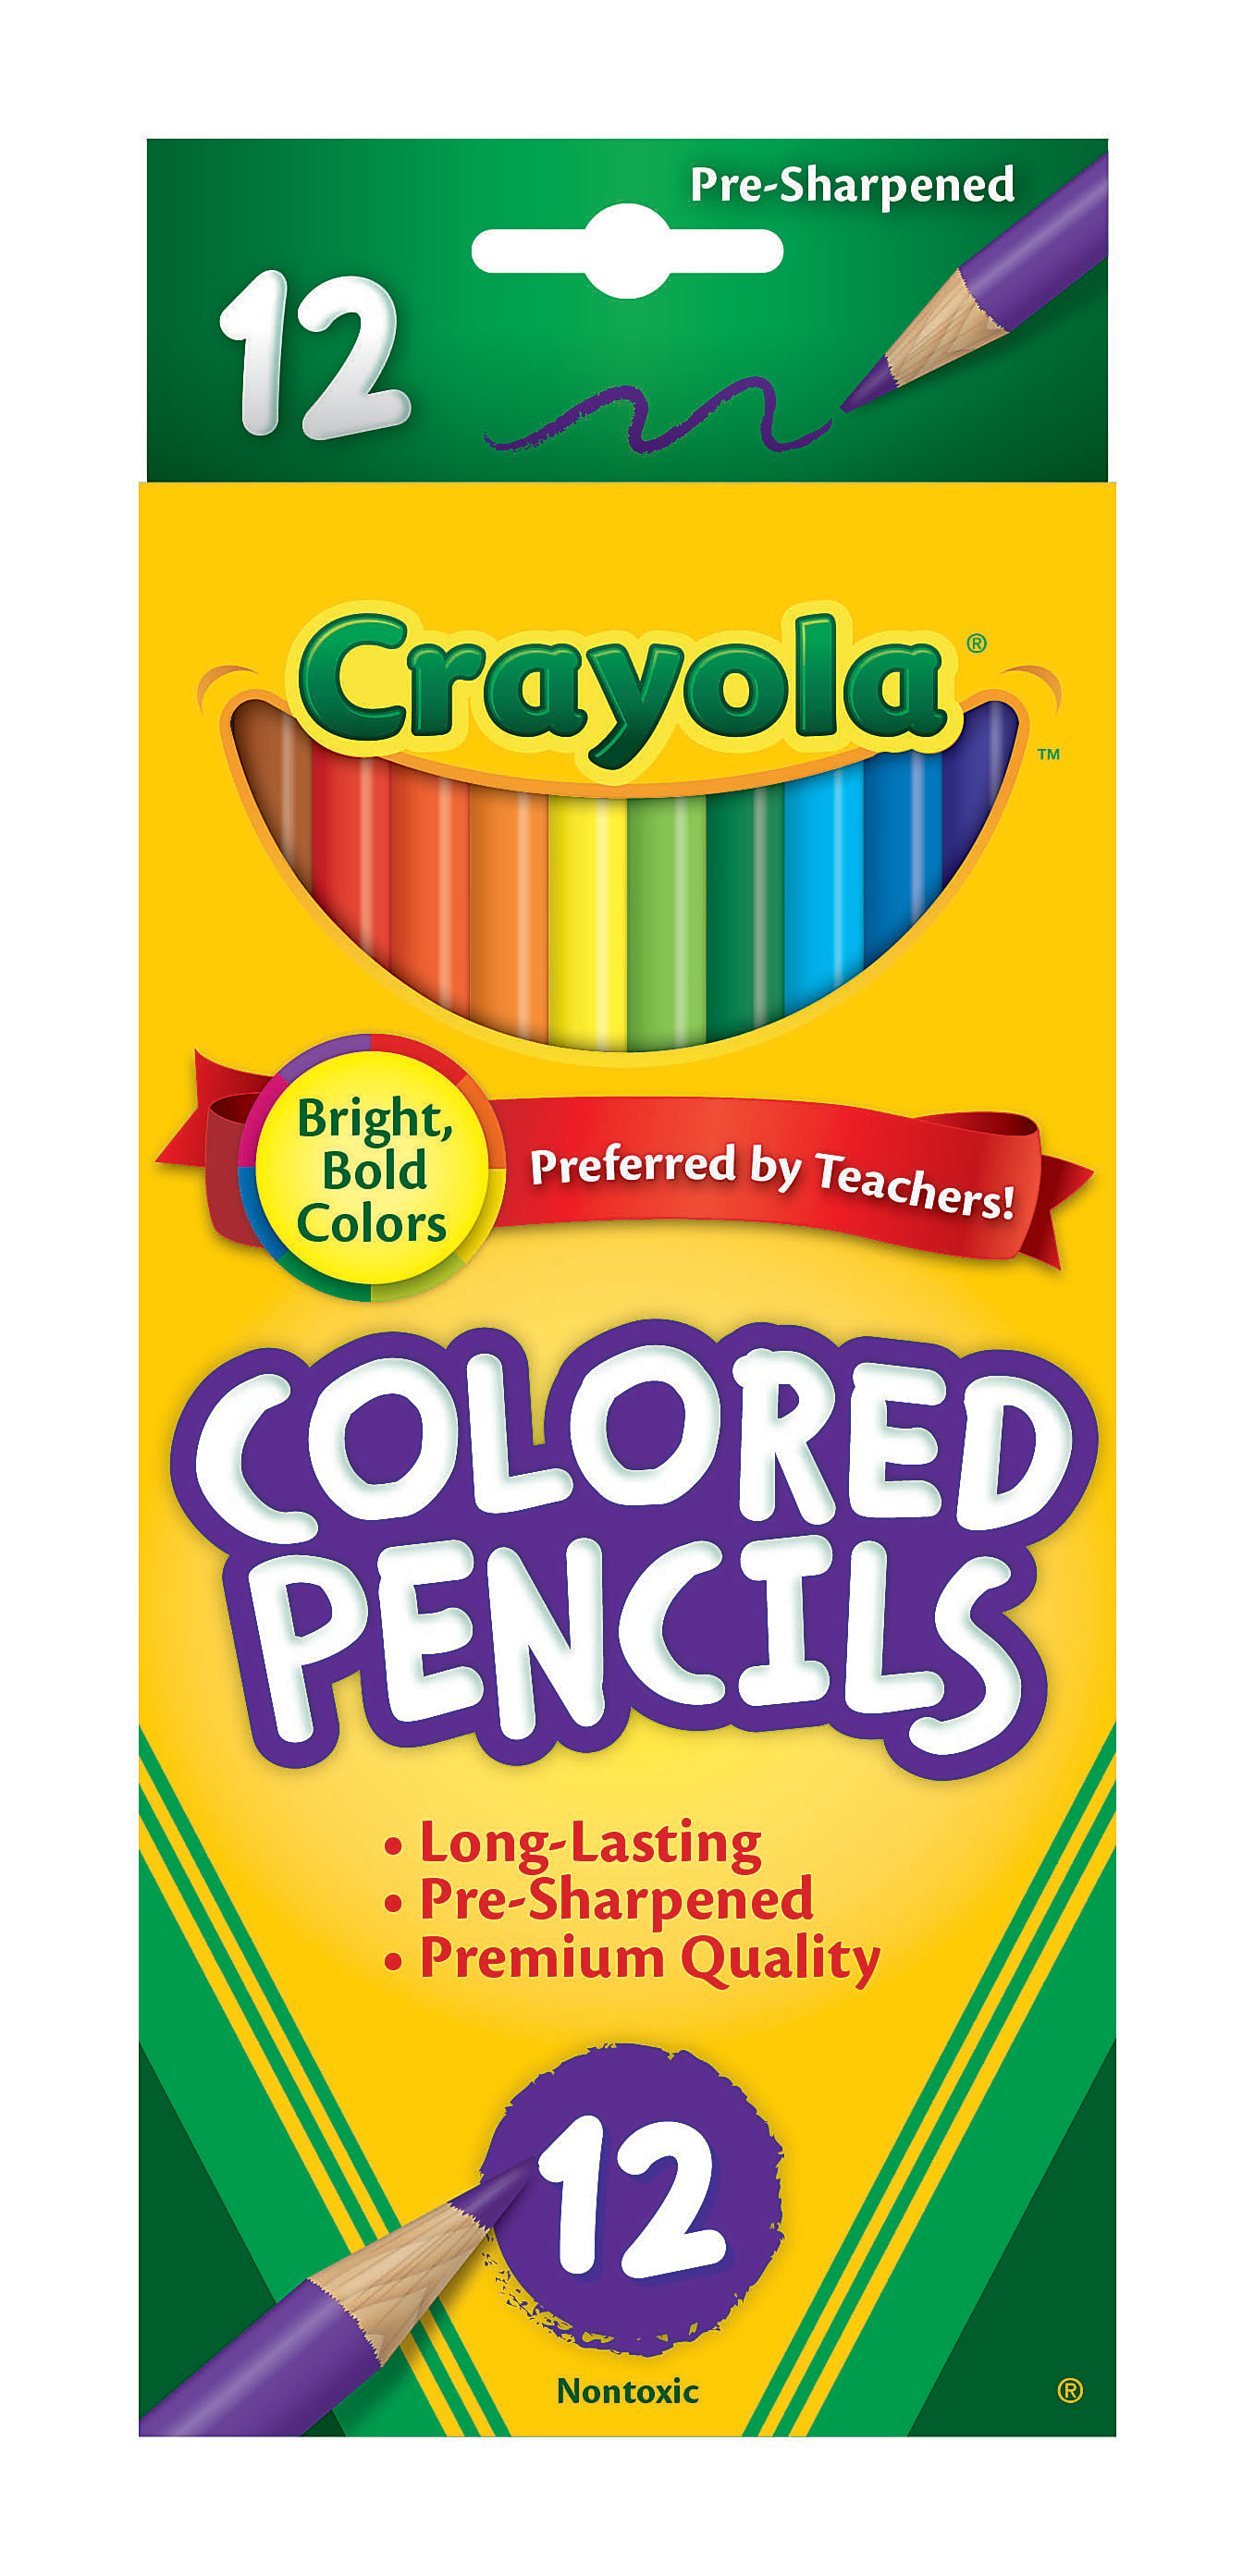 Pre-Sharpened
12
Crayola®
™
Bright,
Bold
Colors
Preferred by Teachers!
COLORED
PENCILS
• Long-Lasting
• Pre-Sharpened
• Premium Quality
12
Nontoxic
®